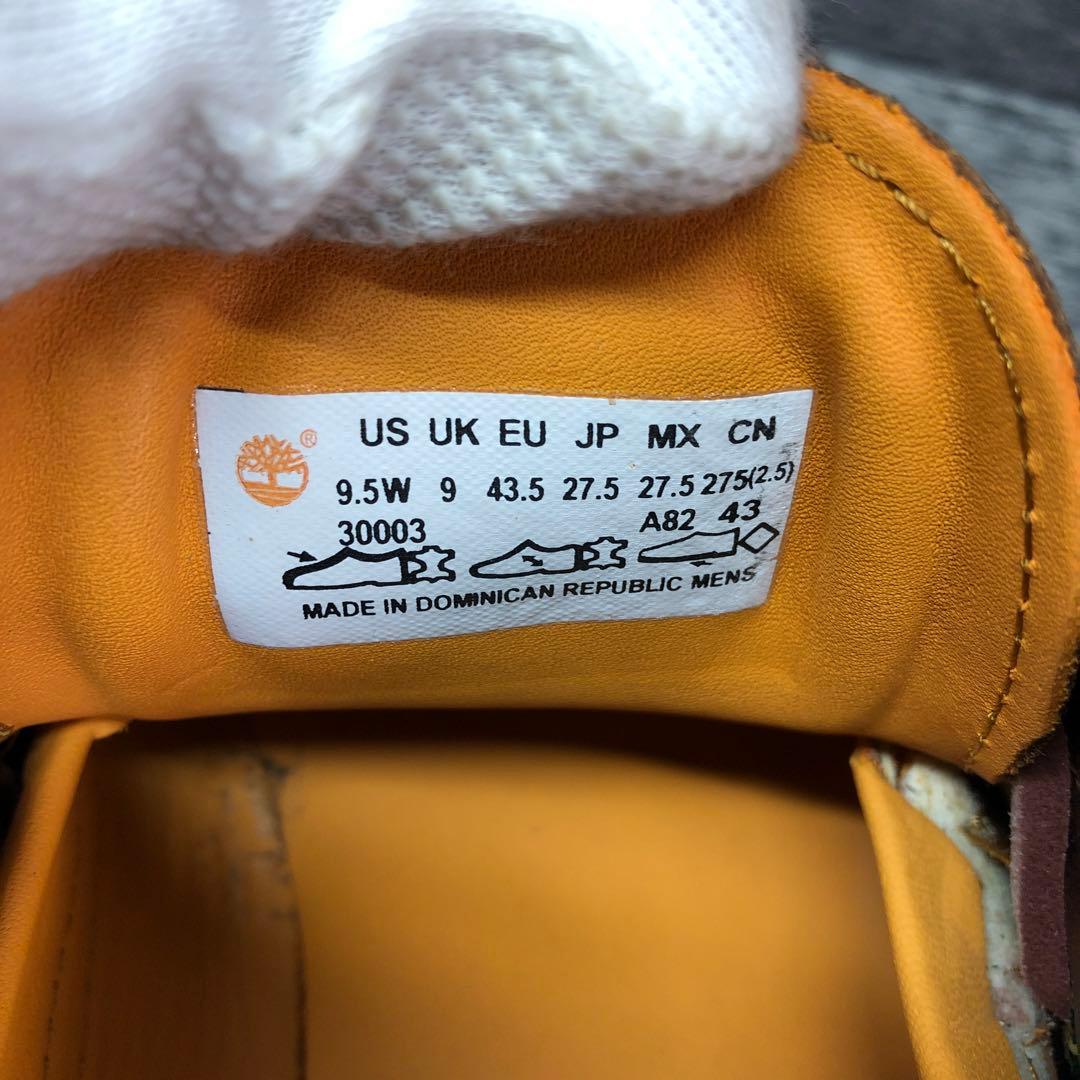 ®
US UK EU JP MX CN
9.5W 9 43.5 27.5 27.5 275(2.5)
30003 A82 43
MADE IN DOMINICAN REPUBLIC MENS